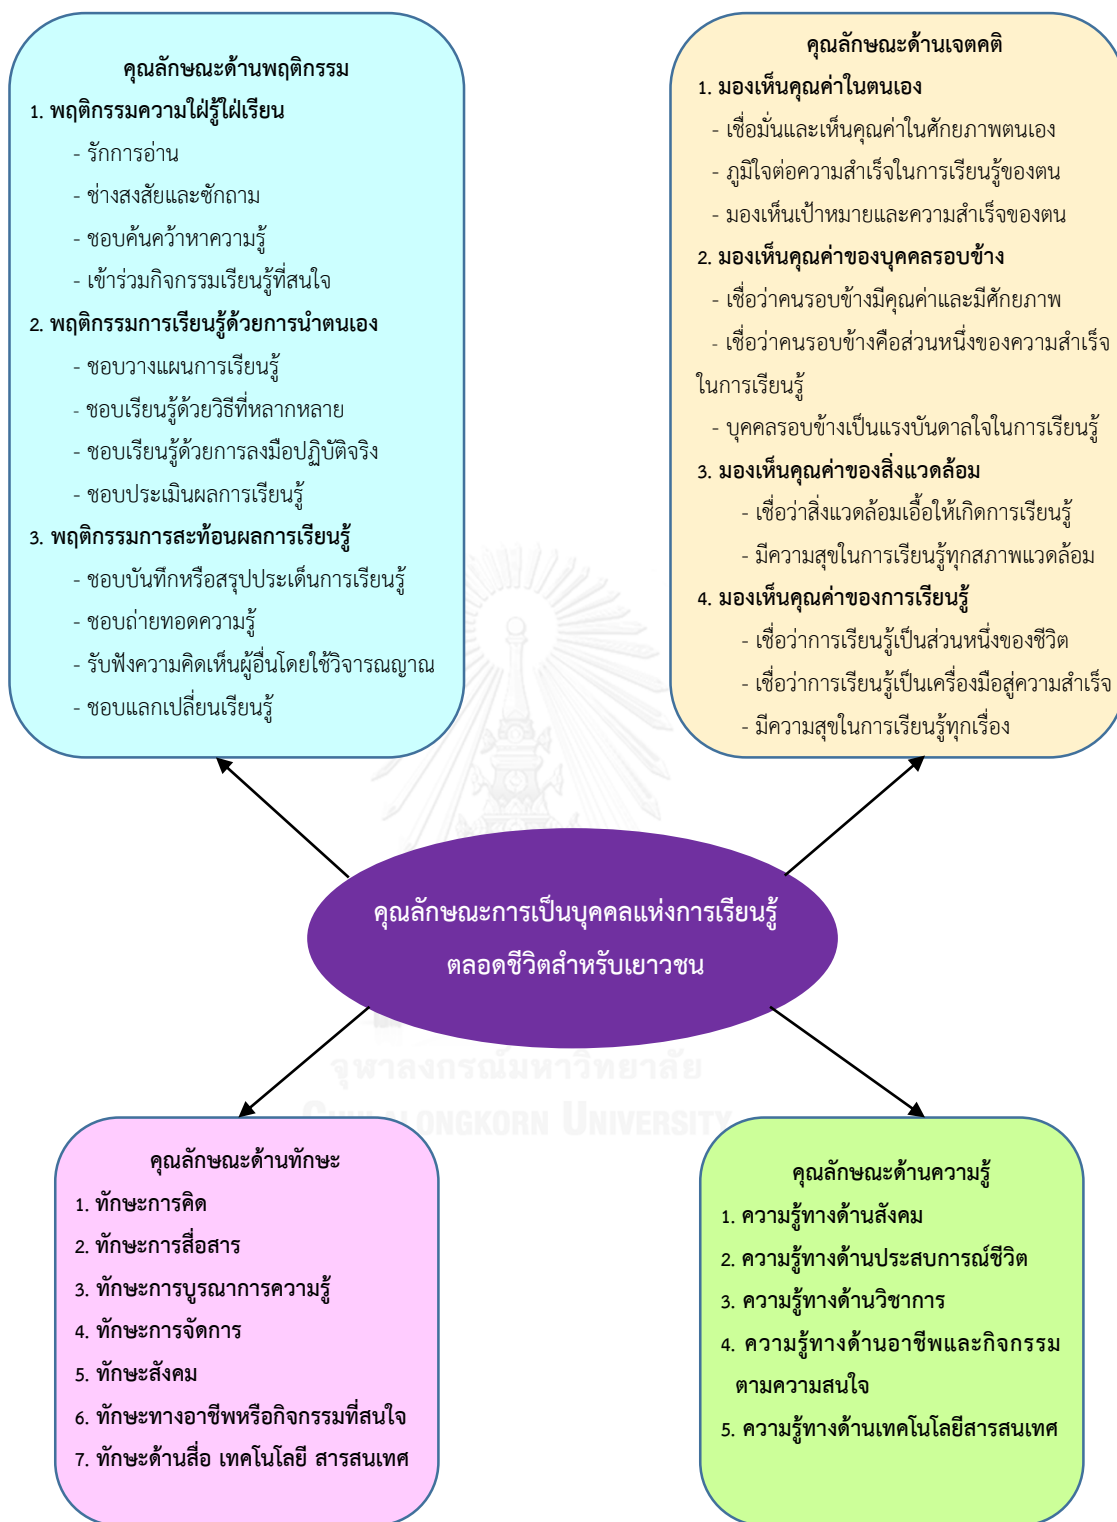 คุณลักษณะด้านพฤติกรรม
1. พฤติกรรมความใฝ่รู้ใฝ่เรียน
- รักการอ่าน
- ช่างสงสัยและซักถาม
- ชอบค้นคว้าหาความรู้
- เข้าร่วมกิจกรรมเรียนรู้ที่สนใจ
2. พฤติกรรมการเรียนรู้ด้วยการนำตนเอง
- ชอบวางแผนการเรียนรู้
- ชอบเรียนรู้ด้วยวิธีที่หลากหลาย
- ชอบเรียนรู้ด้วยการลงมือปฏิบัติจริง
- ชอบประเมินผลการเรียนรู้
3. พฤติกรรมการสะท้อนผลการเรียนรู้
- ชอบบันทึกหรือสรุปประเด็นการเรียนรู้
- ชอบถ่ายทอดความรู้
- รับฟังความคิดเห็นผู้อื่นโดยใช้วิจารณญาณ
- ชอบแลกเปลี่ยนเรียนรู้
คุณลักษณะด้านเจตคติ
1. มองเห็นคุณค่าในตนเอง
- เชื่อมั่นและเห็นคุณค่าในศักยภาพตนเอง
- ภูมิใจต่อความสำเร็จในการเรียนรู้ของตน
- มองเห็นเป้าหมายและความสำเร็จของตน
2. มองเห็นคุณค่าของบุคคลรอบข้าง
- เชื่อว่าคนรอบข้างมีคุณค่าและมีศักยภาพ
- เชื่อว่าคนรอบข้างคือส่วนหนึ่งของความสำเร็จ
ในการเรียนรู้
- บุคคลรอบข้างเป็นแรงบันดาลใจในการเรียนรู้
3. มองเห็นคุณค่าของสิ่งแวดล้อม
- เชื่อว่าสิ่งแวดล้อมเอื้อให้เกิดการเรียนรู้
- มีความสุขในการเรียนรู้ทุกสภาพแวดล้อม
4. มองเห็นคุณค่าของการเรียนรู้
- เชื่อว่าการเรียนรู้เป็นส่วนหนึ่งของชีวิต
- เชื่อว่าการเรียนรู้เป็นเครื่องมือสู่ความสำเร็จ
- มีความสุขในการเรียนรู้ทุกเรื่อง
คุณลักษณะการเป็นบุคคลแห่งการเรียนรู้
ตลอดชีวิตสำหรับเยาวชน
จุฬาลงกรณ์มหาวิทยาลัย
UNIVERSITY
คุณลักษณะด้านทักษะ
1. ทักษะการคิด
2. ทักษะการสื่อสาร
3. ทักษะการบูรณาการความรู้
4. ทักษะการจัดการ
5. ทักษะสังคม
6. ทักษะทางอาชีพหรือกิจกรรมที่สนใจ
7. ทักษะด้านสื่อ เทคโนโลยี สารสนเทศ
คุณลักษณะด้านความรู้
1. ความรู้ทางด้านสังคม
2. ความรู้ทางด้านประสบการณ์ชีวิต
3. ความรู้ทางด้านวิชาการ
4. ความรู้ทางด้านอาชีพและกิจกรรม
ตามความสนใจ
5. ความรู้ทางด้านเทคโนโลยีสารสนเทศ